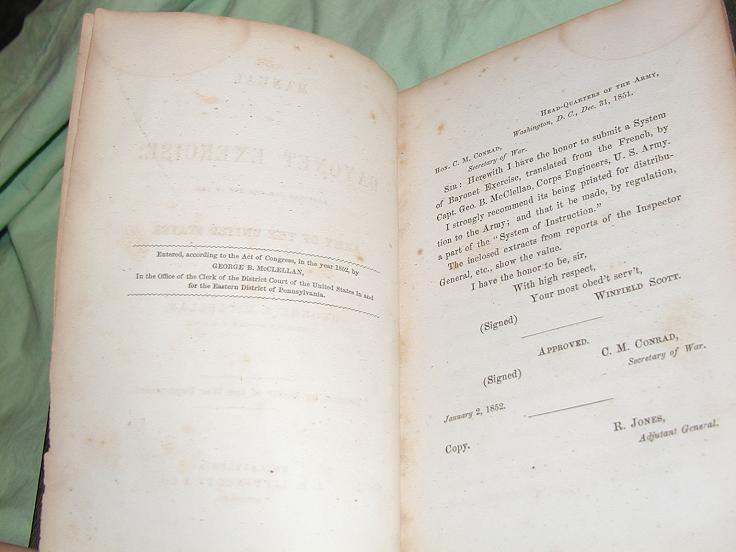 Entered, according to the Act of Congress, in the year 1852, by
GEORGE B. McCLELLAN,
In the Office of the Clerk of the District Court of the United States in and
for the Eastern District of Pennsylvania.
Head-Quarters of the Army,
Washington, D. C., Dec. 31, 1851.
Hon. C. M. Conrad,
Secretary of War.
Sir: Herewith I have the honor to submit a System
of Bayonet Exercise, translated from the French, by
Capt. Geo. B. McClellan, Corps Engineers, U. S. Army.
I strongly recommend its being printed for distribu-
tion to the Army; and that it be made, by regulation,
a part of the "System of Instruction."
The inclosed extracts from reports of the Inspector
General, etc., show the value.
I have the honor to be, sir,
With high respect,
Your most obed't serv't,
(Signed) Winfield Scott.
Approved.
(Signed) C. M. Conrad,
Secretary of War.
January 2, 1852.
Copy. R. Jones,
Adjutant General.